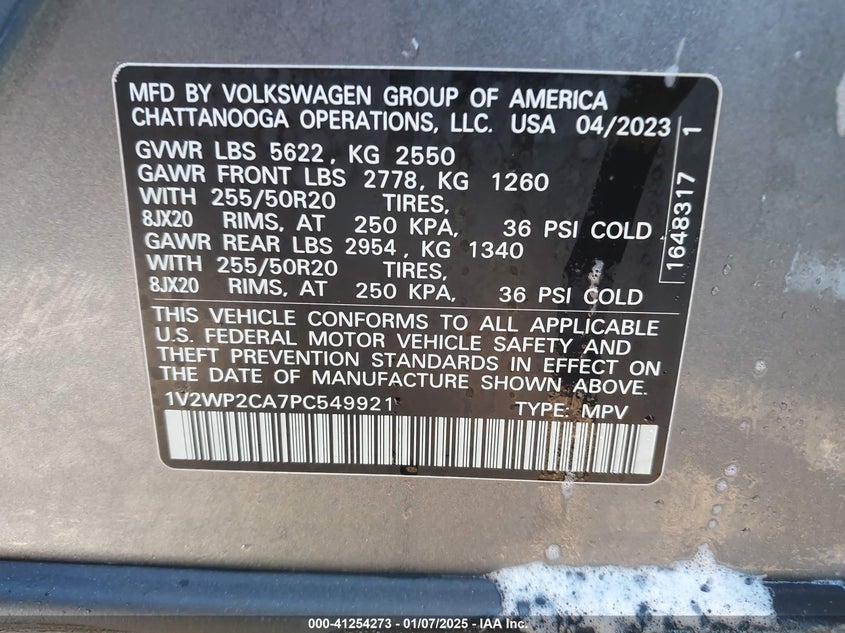 MFD BY VOLKSWAGEN GROUP OF AMERICA
CHATTANOOGA OPERATIONS, LLC. USA 04/2023
GVWR LBS 5622, KG 2550
GAWR FRONT LBS 2778, KG 1260
WITH 255/50R20 TIRES,
8JX20 RIMS, AT 250 KPA, 36 PSI COLD
GAWR REAR LBS 2954, KG 1340
WITH 255/50R20 TIRES,
8JX20 RIMS, AT 250 KPA, 36 PSI COLD
THIS VEHICLE CONFORMS TO ALL APPLICABLE
U.S. FEDERAL MOTOR VEHICLE SAFETY AND
THEFT PREVENTION STANDARDS IN EFFECT ON
THE DATE OF MANUFACTURE SHOWN ABOVE.
1V2WP2CA7PC549921 TYPE: MPV
1648317 1
000-41254273 - 01/07/2025 - IAA Inc.